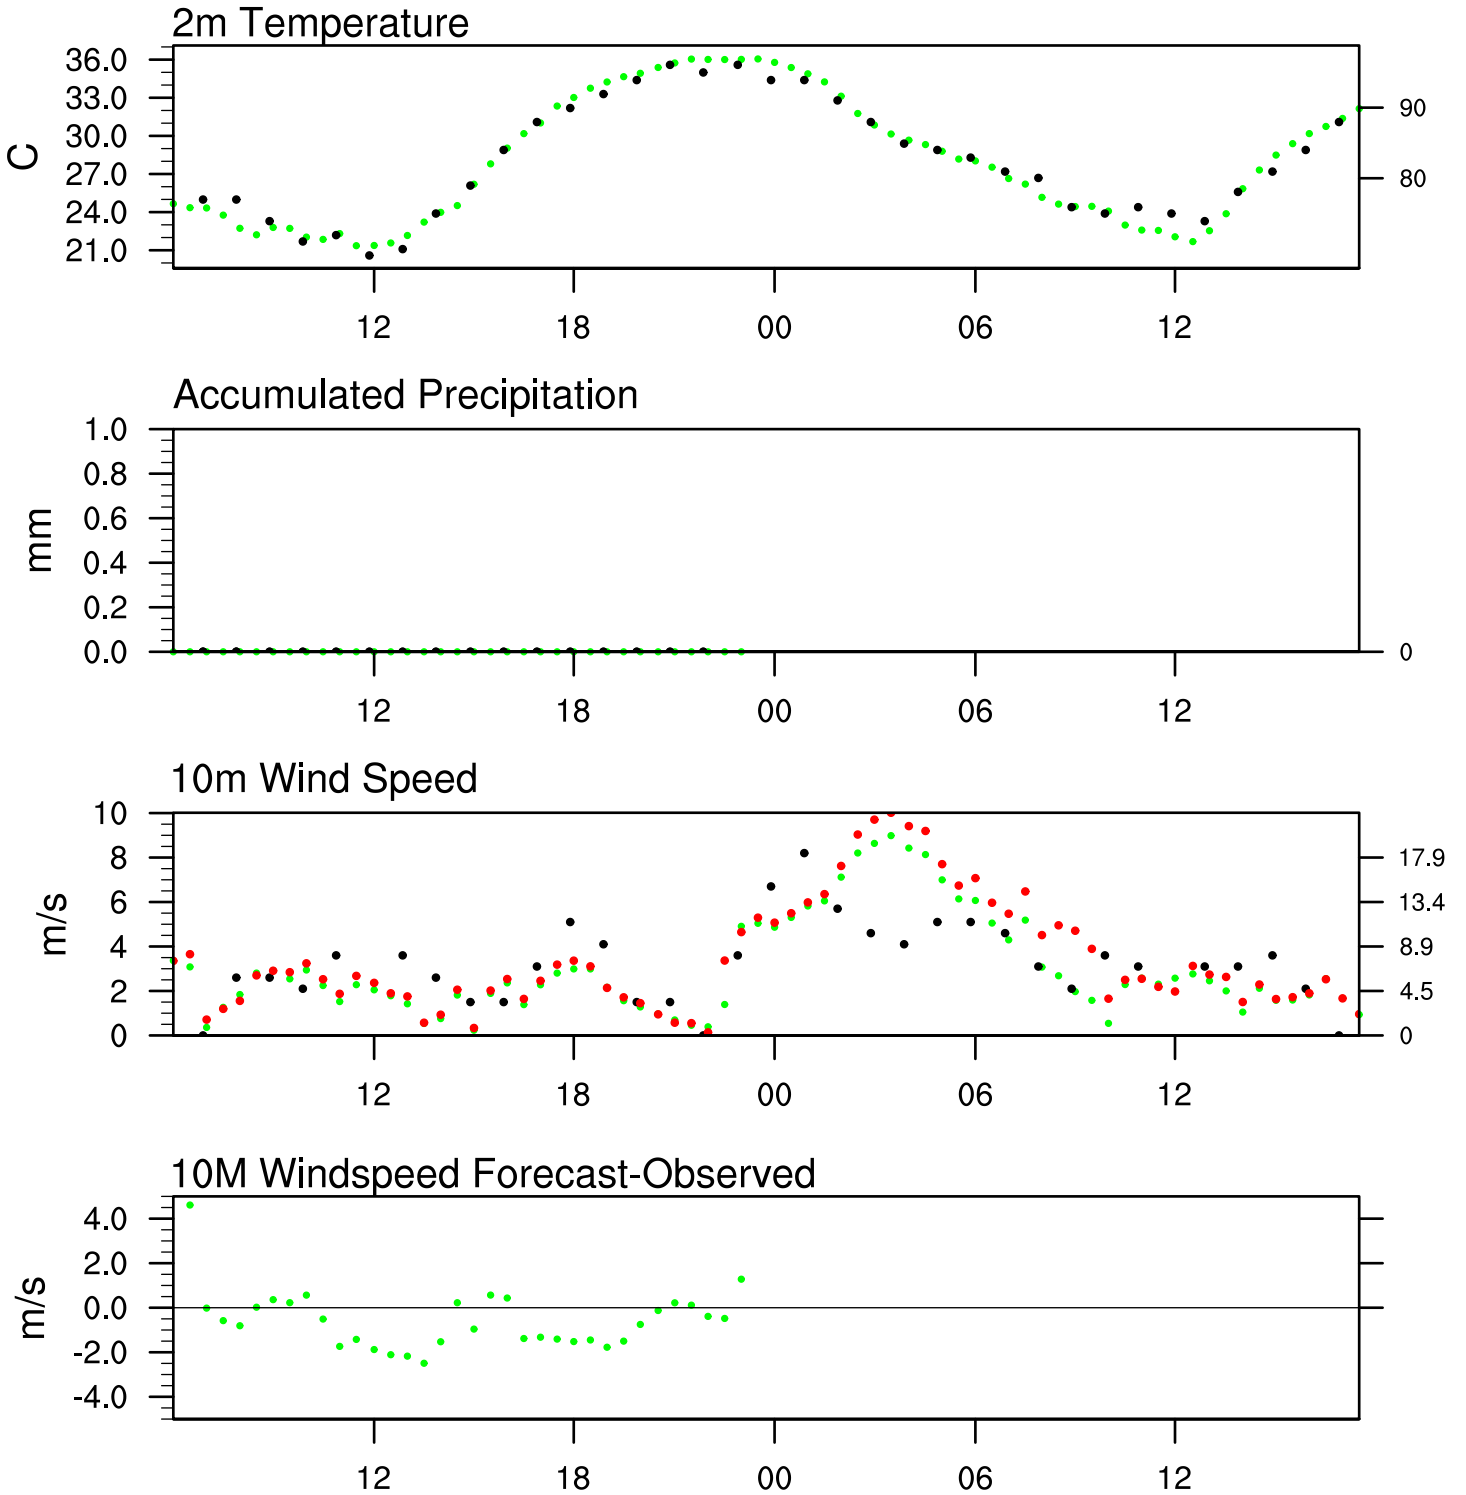 2m Temperature
36.0
33.0
30.0
27.0
24.0
21.0
C
90
80
12 18 00 06 12
Accumulated Precipitation
1.0
0.8
0.6
0.4
0.2
0.0
mm
0
12 18 00 06 12
10m Wind Speed
10
8
6
4
2
0
m/s
17.9
13.4
8.9
4.5
0
12 18 00 06 12
10M Windspeed Forecast-Observed
4.0
2.0
0.0
-2.0
-4.0
m/s
12 18 00 06 12